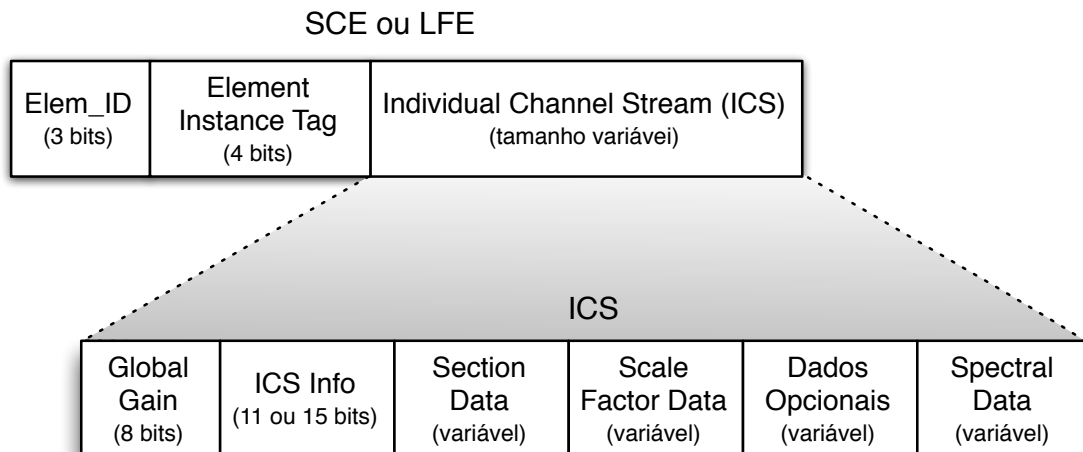 SCE ou LFE
Elem_ID
(3 bits)
Element
Instance Tag
(4 bits)
Individual Channel Stream (ICS)
(tamanho variávei)
ICS
Global
Gain
(8 bits)
ICS Info
(11 ou 15 bits)
Section
Data
(variável)
Scale
Factor Data
(variável)
Dados
Opcionais
(variável)
Spectral
Data
(variável)